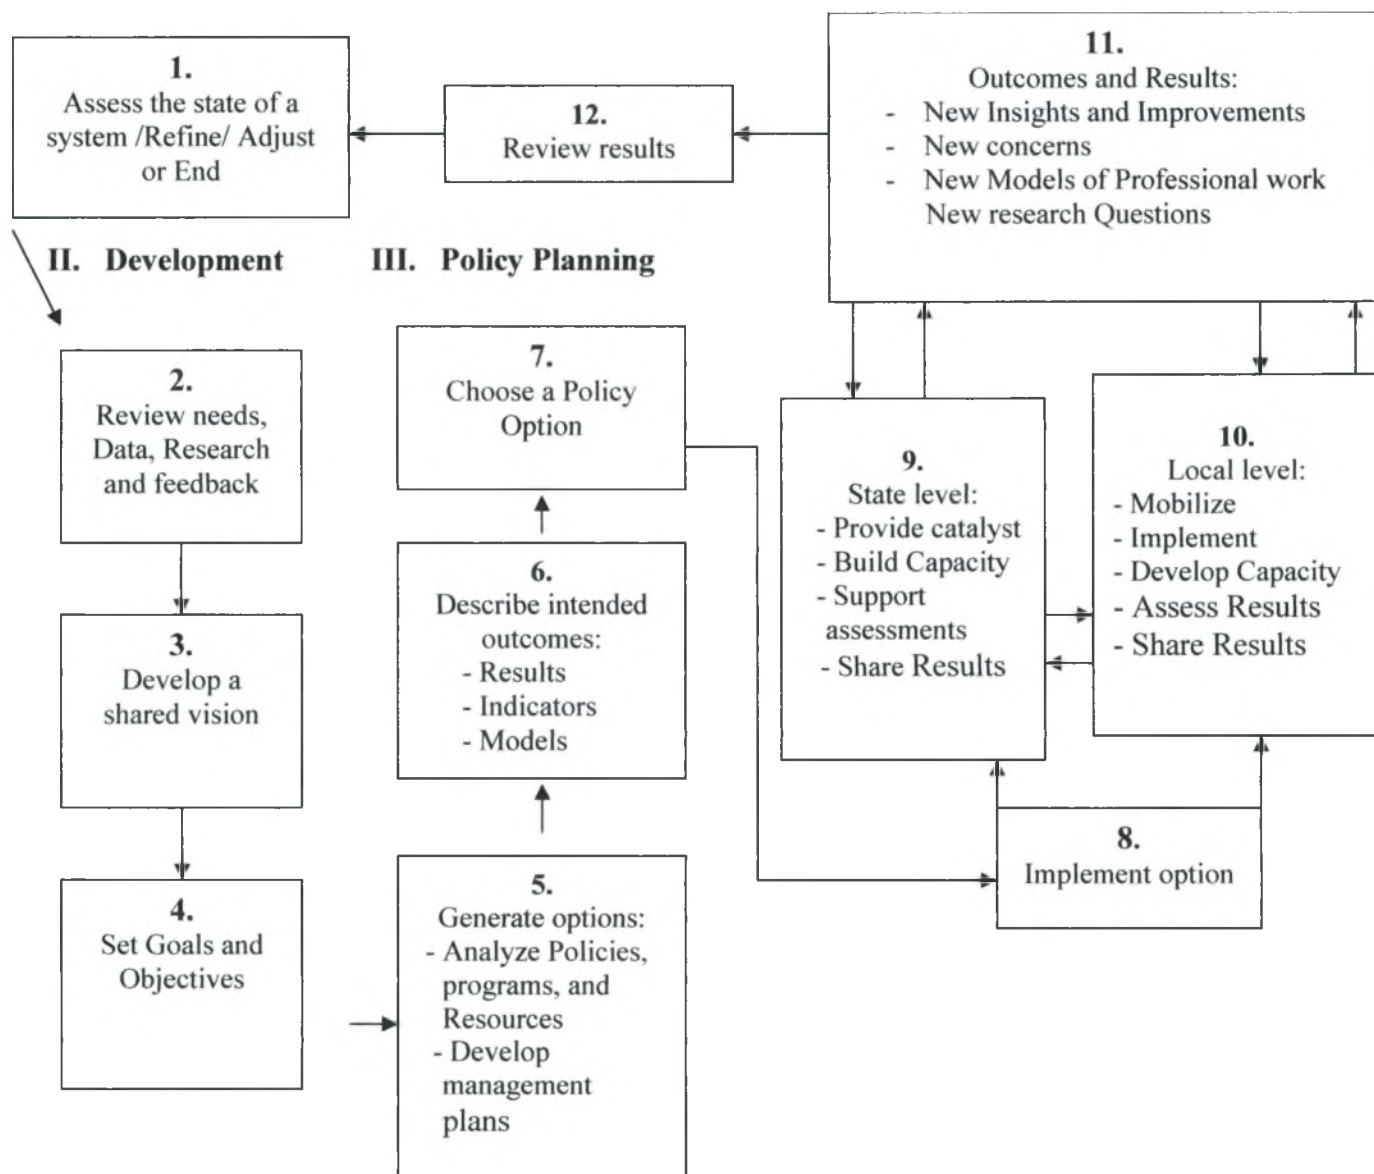 1.
Assess the state of a
system /Refine/ Adjust
or End
12.
Review results
11.
Outcomes and Results:
- New Insights and Improvements
- New concerns
- New Models of Professional work
New research Questions
II. Development
III. Policy Planning
2.
Review needs,
Data, Research
and feedback
3.
Develop a
shared vision
4.
Set Goals and
Objectives
7.
Choose a Policy
Option
6.
Describe intended
outcomes:
- Results
- Indicators
- Models
5.
Generate options:
- Analyze Policies,
programs, and
Resources
- Develop
management
plans
9.
State level:
- Provide catalyst
- Build Capacity
- Support
assessments
- Share Results
10.
Local level:
- Mobilize
- Implement
- Develop Capacity
- Assess Results
- Share Results
8.
Implement option